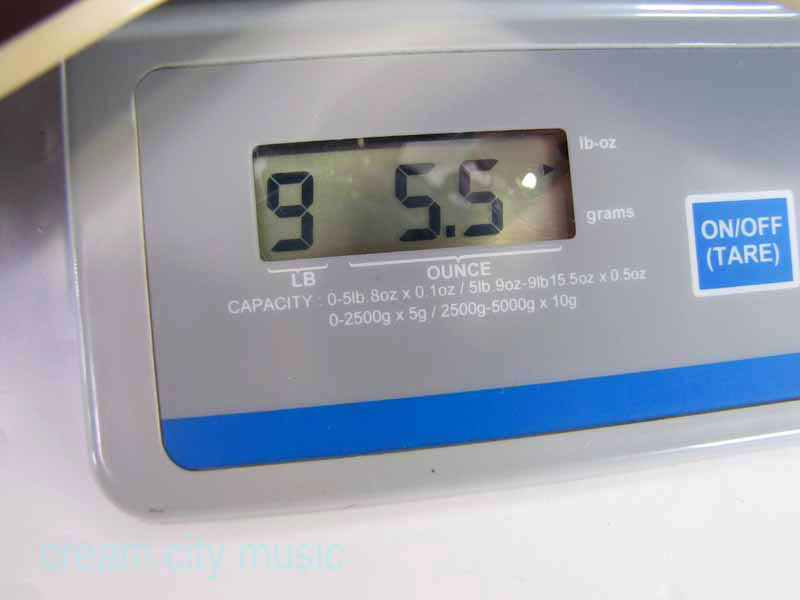 lb-oz
9 5.5
grams
LB OUNCE
CAPACITY : 0-5lb.8oz x 0.1oz / 5lb.9oz-9lb15.5oz x 0.5oz
0-2500g x 5g / 2500g-5000g x 10g
ON/OFF
(TARE)
cream city music